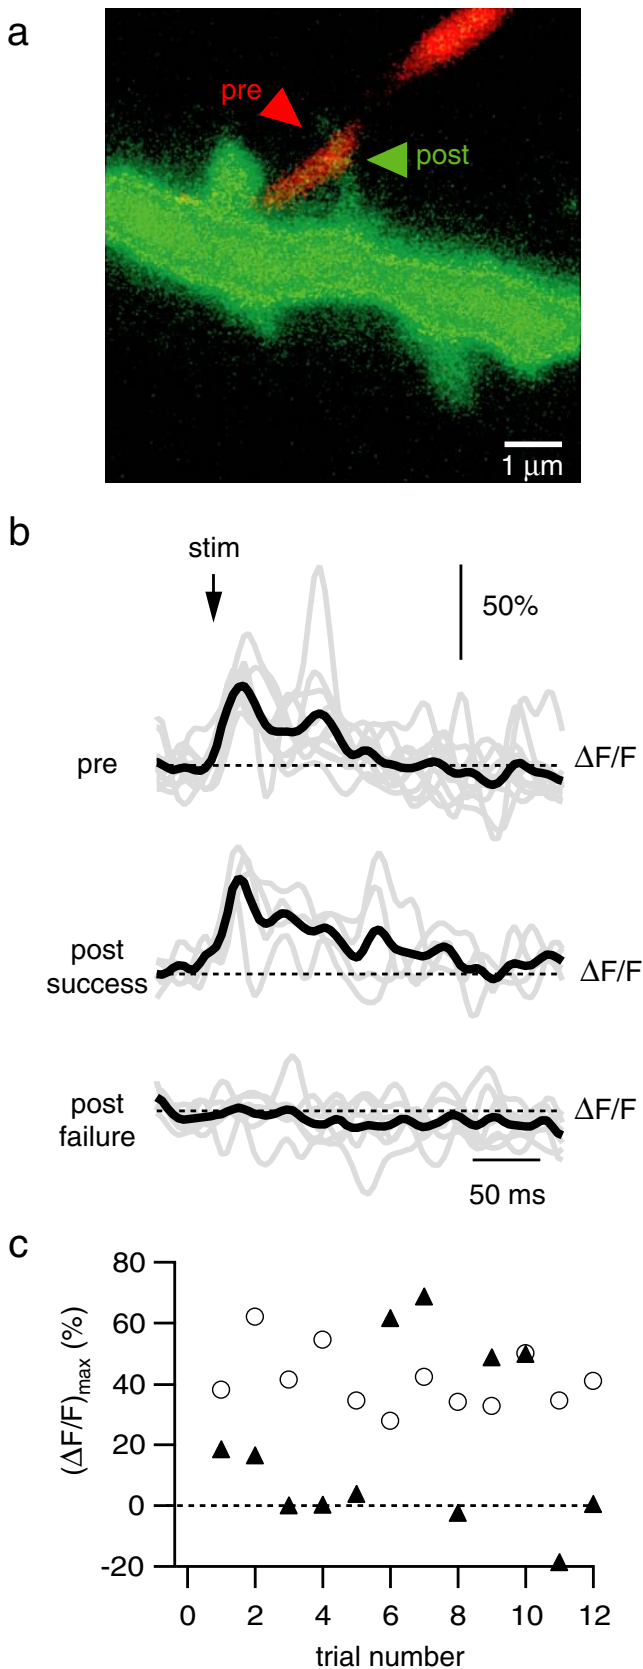 a
pre
post
1 μm
b
stim
50%
pre
ΔF/F
post
success
ΔF/F
post
failure
ΔF/F
50 ms
c
(ΔF/F)max (%)
80
60
40
20
0
-20
0 2 4 6 8 10 12
trial number